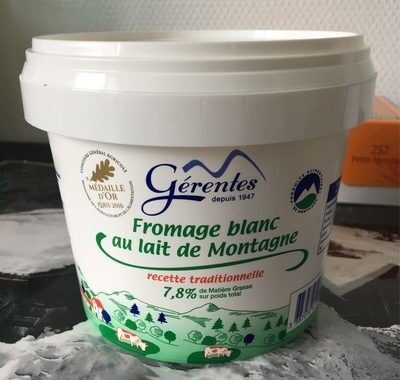 CONCOURS GÉNÉRAL AGRICOLE
MÉDAILLE
D'OR
PARIS 2016
Gérentes
depuis 1947
Fromage blanc
au lait de Montagne
recette traditionnelle
7,8% de Matière Grasse
sur poids total
252